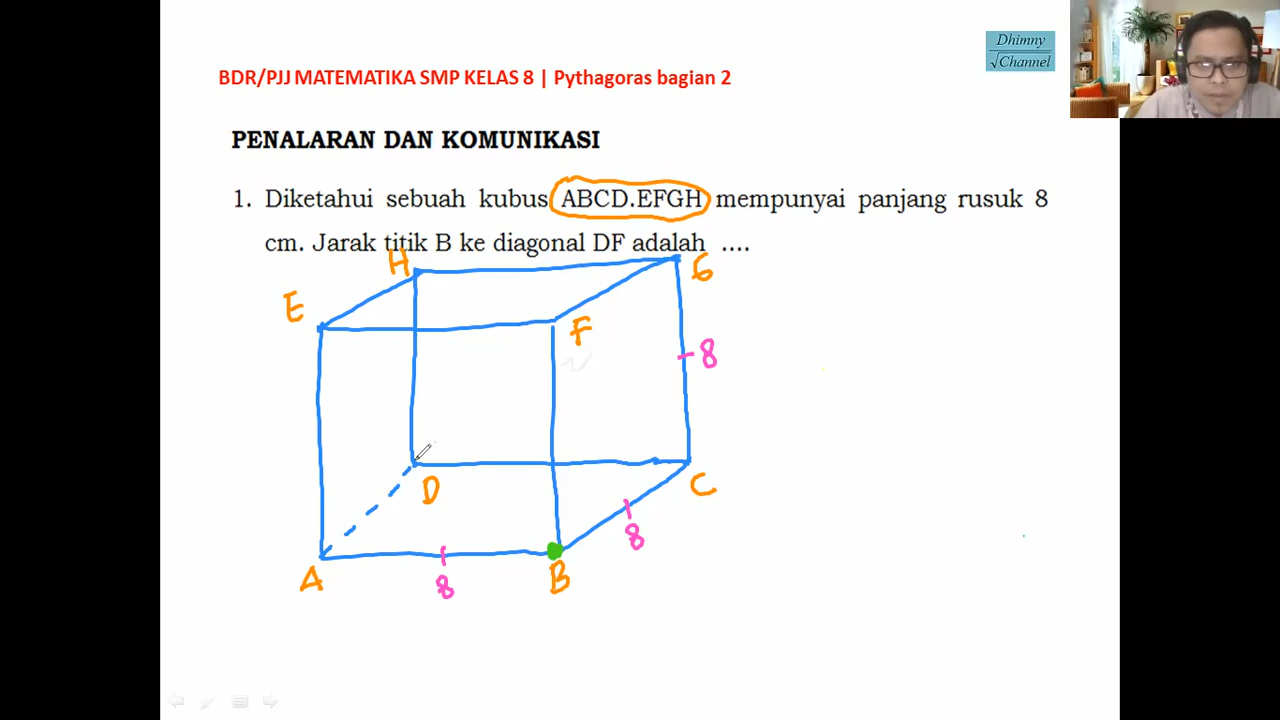 Dhimny
√Channel
BDR/PJJ MATEMATIKA SMP KELAS 8 | Pythagoras bagian 2
PENALARAN DAN KOMUNIKASI
1. Diketahui sebuah kubus ABCD.EFGH mempunyai panjang rusuk 8
cm. Jarak titik B ke diagonal DF adalah ....
H
G
E
F
8
D
C
8
A
8
B